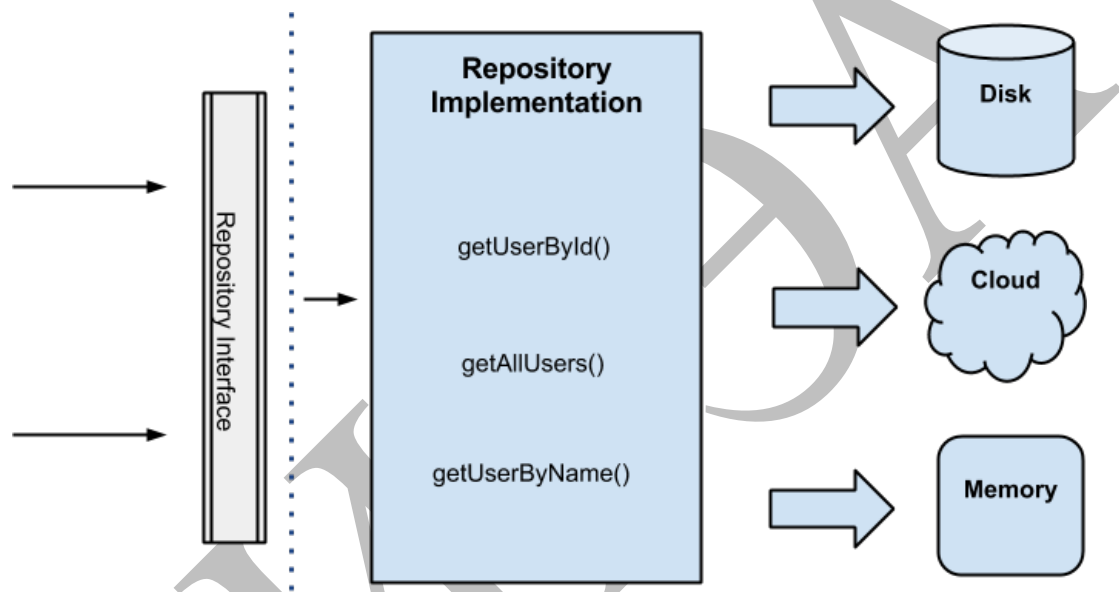 Repository Interface
Repository
Implementation
getUserById()
getAllUsers()
getUserByName()
Disk
Cloud
Memory